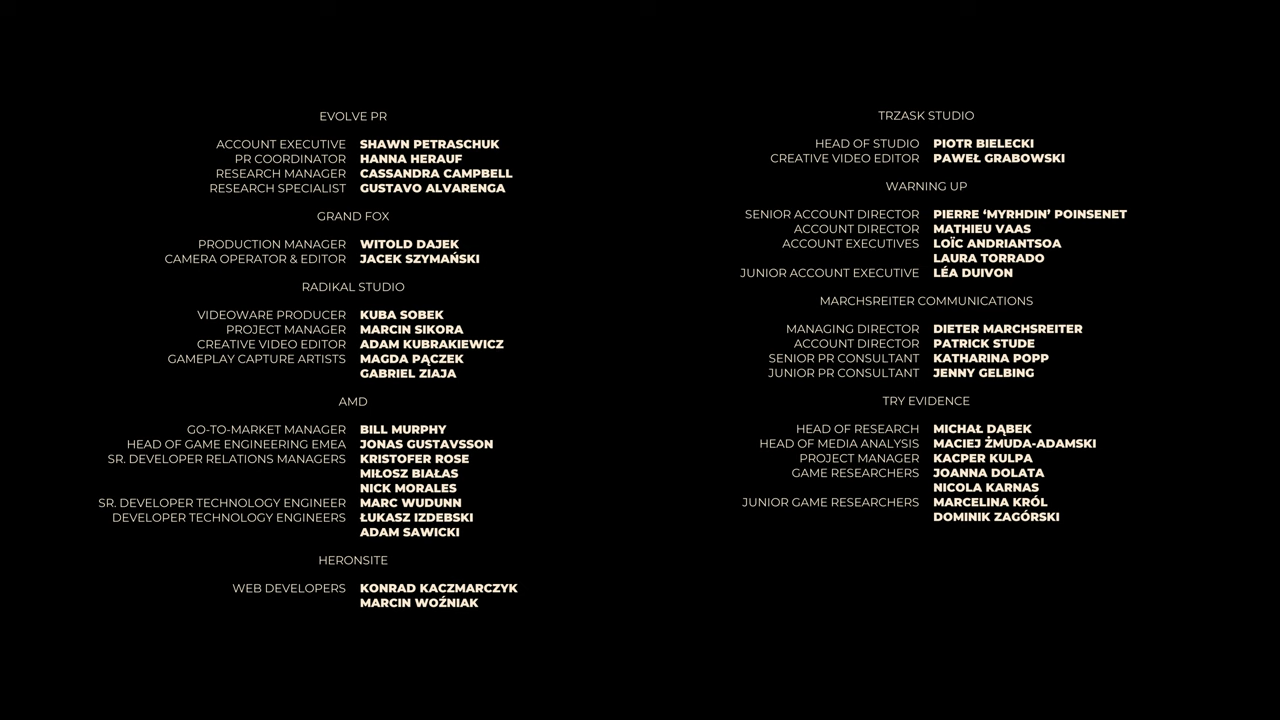 EVOLVE PR
ACCOUNT EXECUTIVE SHAWN PETRASCHUK
PR COORDINATOR HANNA HERAUF
RESEARCH MANAGER CASSANDRA CAMPBELL
RESEARCH SPECIALIST GUSTAVO ALVARENGA
GRAND FOX
PRODUCTION MANAGER WITOLD DAJEK
CAMERA OPERATOR & EDITOR JACEK SZYMAŃSKI
RADIKAL STUDIO
VIDEOWARE PRODUCER KUBA SOBEK
PROJECT MANAGER MARCIN SIKORA
CREATIVE VIDEO EDITOR ADAM KUBRAKIEWICZ
GAMEPLAY CAPTURE ARTISTS MAGDA PĄCZEK
GABRIEL ZIAJA
AMD
GO-TO-MARKET MANAGER BILL MURPHY
HEAD OF GAME ENGINEERING EMEA JONAS GUSTAVSSON
SR. DEVELOPER RELATIONS MANAGERS KRISTOFER ROSE
MIŁOSZ BIAŁAS
NICK MORALES
SR. DEVELOPER TECHNOLOGY ENGINEER MARC WUDUNN
DEVELOPER TECHNOLOGY ENGINEERS ŁUKASZ IZDEBSKI
ADAM SAWICKI
HERONSITE
WEB DEVELOPERS KONRAD KACZMARCZYK
MARCIN WOŹNIAK
TRZASK STUDIO
HEAD OF STUDIO PIOTR BIELECKI
CREATIVE VIDEO EDITOR PAWEŁ GRABOWSKI
WARNING UP
SENIOR ACCOUNT DIRECTOR PIERRE ‘MYRHDIN’ POINSENET
ACCOUNT DIRECTOR MATHIEU VAAS
ACCOUNT EXECUTIVES LOÏC ANDRIANTSOA
LAURA TORRADO
JUNIOR ACCOUNT EXECUTIVE LÉA DUIVON
MARCHSREITER COMMUNICATIONS
MANAGING DIRECTOR DIETER MARCHSREITER
ACCOUNT DIRECTOR PATRICK STUDE
SENIOR PR CONSULTANT KATHARINA POPP
JUNIOR PR CONSULTANT JENNY GELBING
TRY EVIDENCE
HEAD OF RESEARCH MICHAŁ DĄBEK
HEAD OF MEDIA ANALYSIS MACIEJ ŻMUDA-ADAMSKI
PROJECT MANAGER KACPER KULPA
GAME RESEARCHERS JOANNA DOLATA
NICOLA KARNAS
JUNIOR GAME RESEARCHERS MARCELINA KRÓL
DOMINIK ZAGÓRSKI